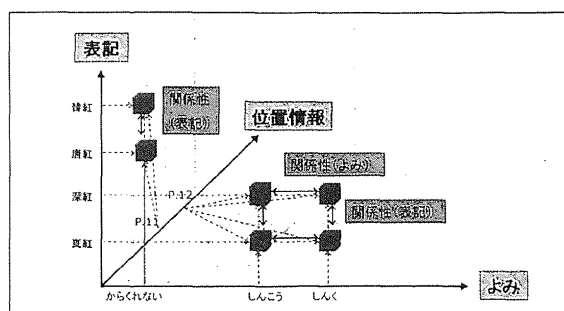 表記
韓紅
関係性
(表記)
位置情報
唐紅
関係性(よみ)
深紅
P.12
関係性(表記)
P.11
真紅
からくれない
しんこう
しんく
よみ